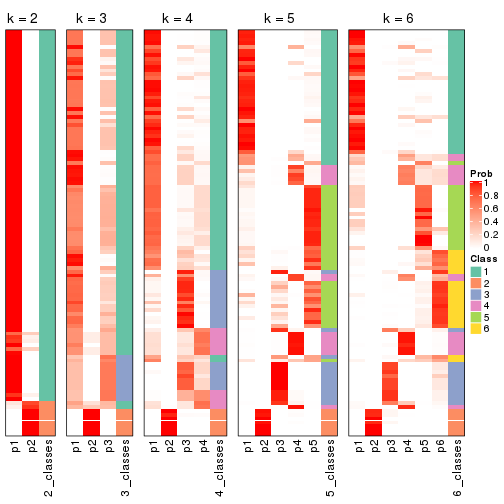 k = 2
k = 3
k = 4
k = 5
k = 6
p1
p2
2_classes
p1
p2
p3
3_classes
p1
p2
p3
p4
4_classes
p1
p2
p3
p4
p5
5_classes
p1
p2
p3
p4
p5
p6
6_classes
Prob
1
0.8
0.6
0.4
0.2
0
Class
1
2
3
4
5
6